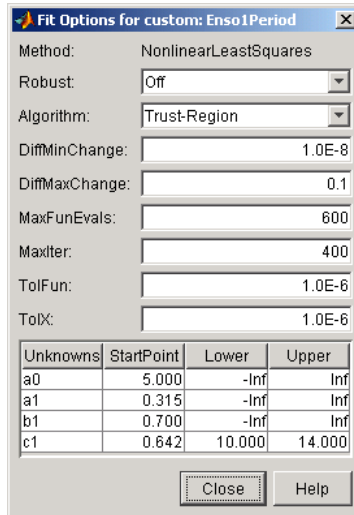 Fit Options for custom: Enso1Period
Method: NonlinearLeastSquares
Robust: Off
Algorithm: Trust-Region
DiffMinChange: 1.0E-8
DiffMaxChange: 0.1
MaxFunEvals: 600
MaxIter: 400
TolFun: 1.0E-6
TolX: 1.0E-6
Unknowns StartPoint Lower Upper
a0 5.000 -Inf Inf
a1 0.315 -Inf Inf
b1 0.700 -Inf Inf
c1 0.642 10.000 14.000
Close Help